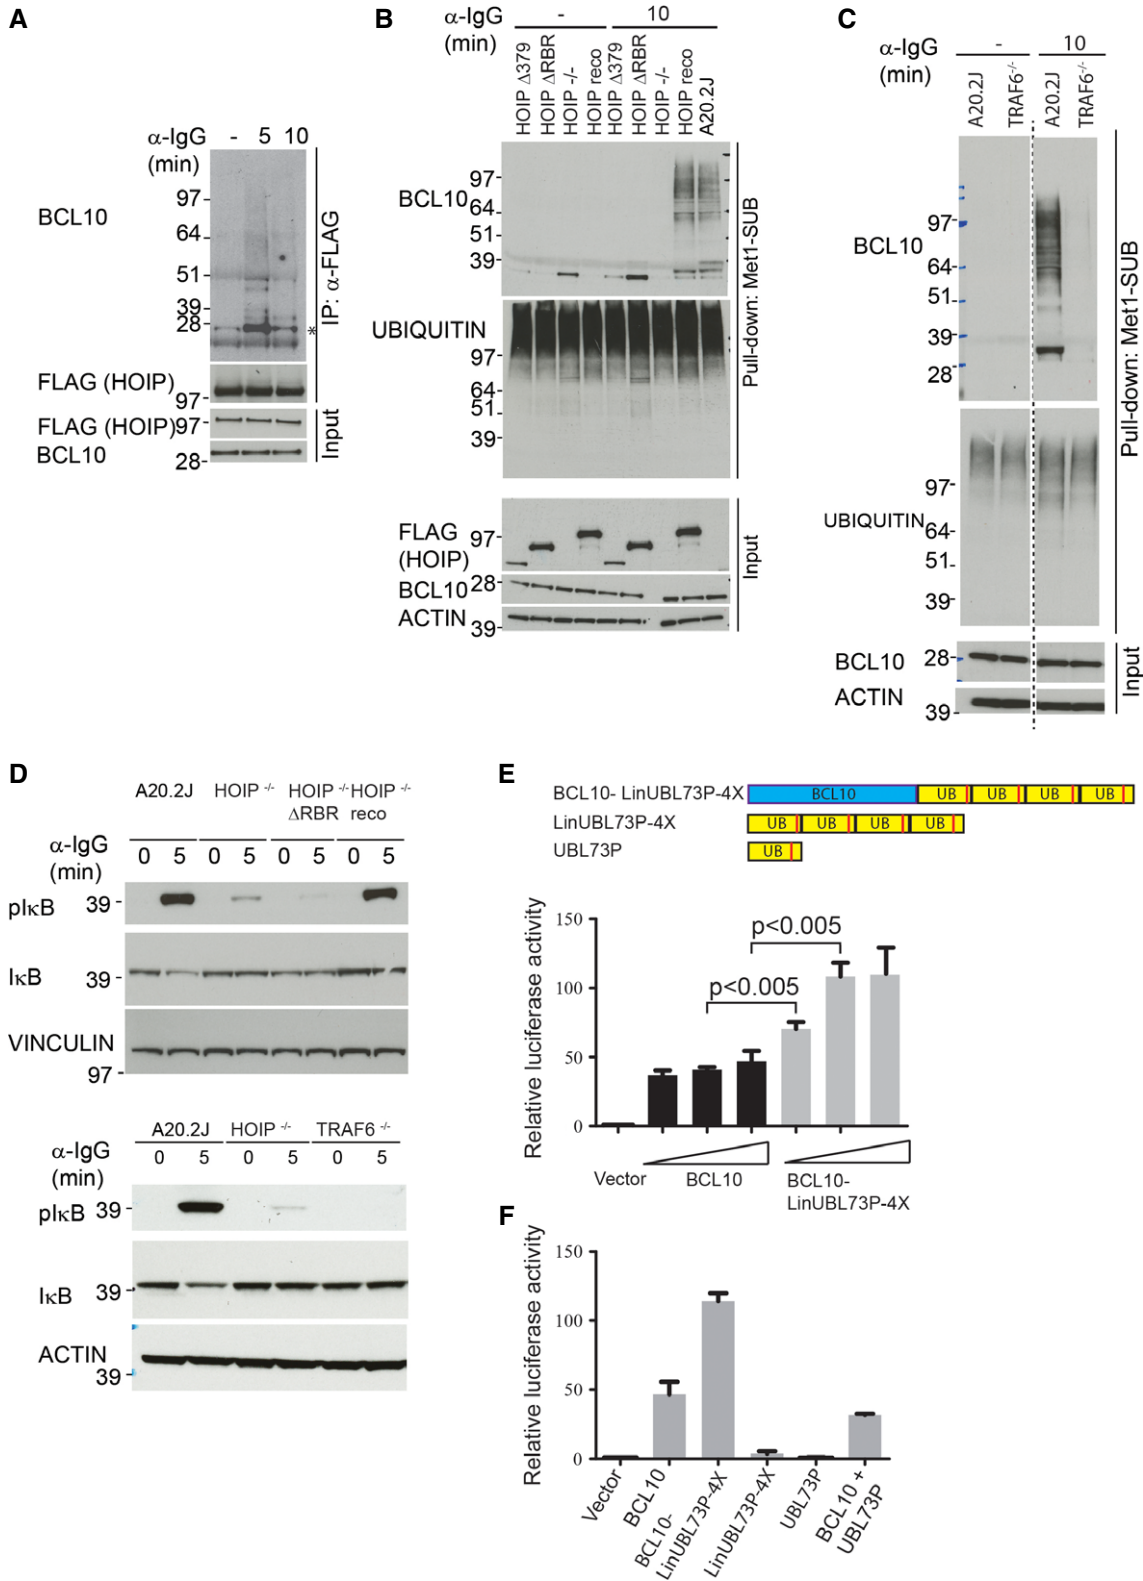 A
α-IgG - 5 10
(min)
BCL10
97-
64-
51-
39-
28-
*
IP: α-FLAG
FLAG (HOIP)
97-
FLAG (HOIP) 97-
BCL10
28-
Input
B
α-IgG - 10
(min)
HOIP Δ379
HOIP ΔRBR
HOIP -/-
HOIP reco
HOIP Δ379
HOIP ΔRBR
HOIP -/-
HOIP reco
A20.2J
BCL10
97-
64-
51-
39-
UBIQUITIN
97-
64-
51-
39-
Pull-down: Met1-SUB
FLAG
(HOIP)
97-
BCL10 28-
ACTIN
39-
Input
C
α-IgG - 10
(min)
A20.2J
TRAF6-/-
A20.2J
TRAF6-/-
BCL10
97-
64-
51-
39-
28-
UBIQUITIN
97-
64-
51-
39-
Pull-down: Met1-SUB
BCL10 28-
ACTIN
39-
Input
D
A20.2J HOIP -/- HOIP -/- HOIP -/-
ΔRBR reco
α-IgG 0 5 0 5 0 5 0 5
(min)
pIκB 39-
IκB 39-
VINCULIN
97-
A20.2J HOIP -/- TRAF6 -/-
α-IgG 0 5 0 5 0 5
(min)
pIκB 39-
IκB 39-
ACTIN
39-
E
BCL10- LinUBL73P-4X BCL10 UB UB UB UB
LinUBL73P-4X UB UB UB UB
UBL73P UB
Relative luciferase activity
150
100
50
0
p<0.005
p<0.005
Vector BCL10 BCL10-
LinUBL73P-4X
F
Relative luciferase activity
150
100
50
0
Vector
BCL10
BCL10-
LinUBL73P-4X
LinUBL73P-4X
UBL73P
BCL10 +
UBL73P